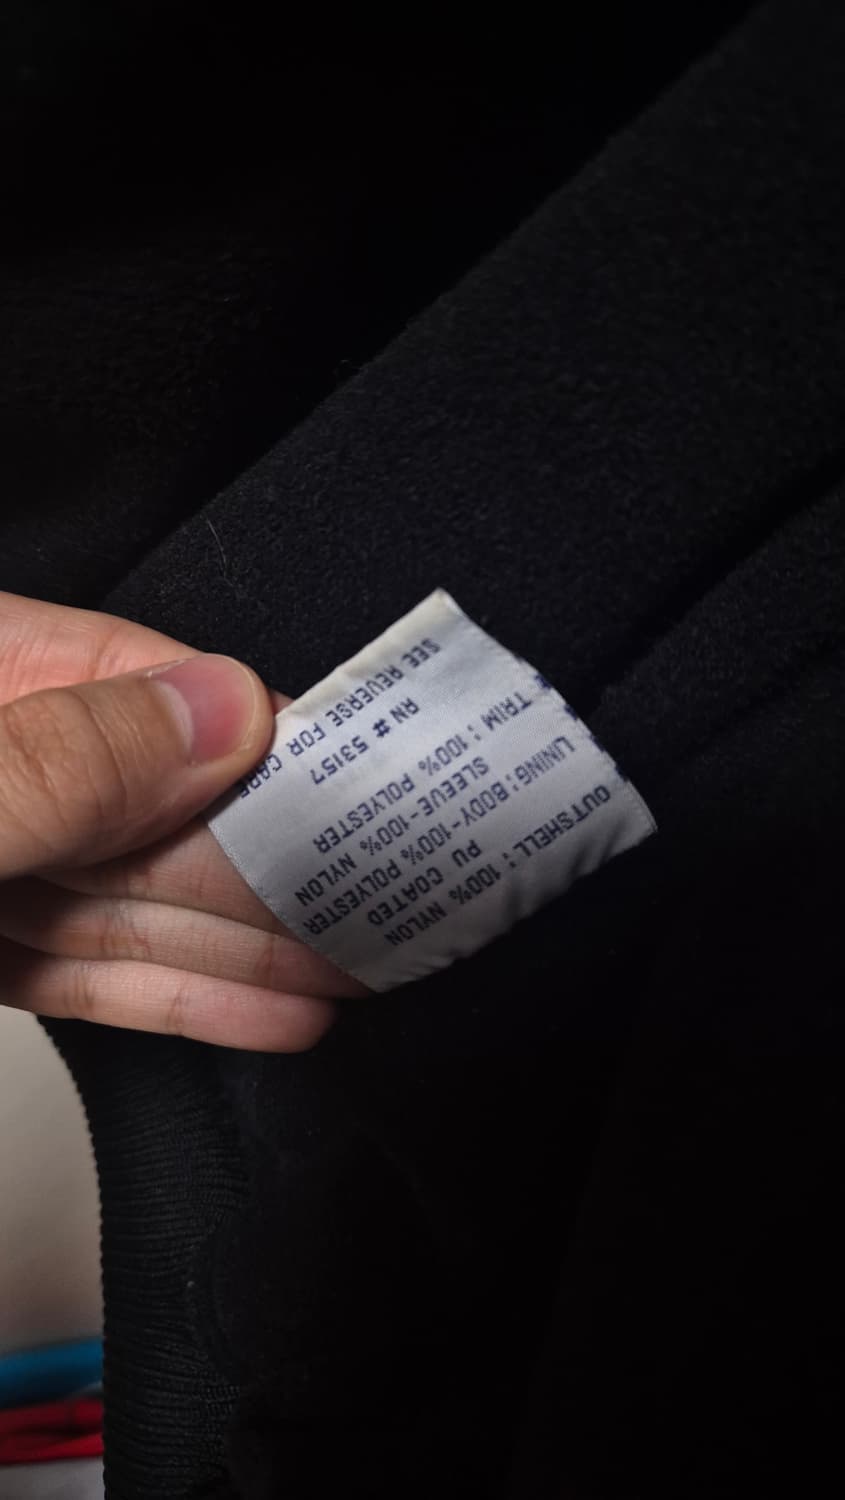 OUTSHELL : 100% NYLON
PU COATED
LINING:BODY-100% POLYESTER
SLEEVE-100% NYLON
TRIM : 100% POLYESTER
RN # 53157
SEE REVERSE FOR CARE